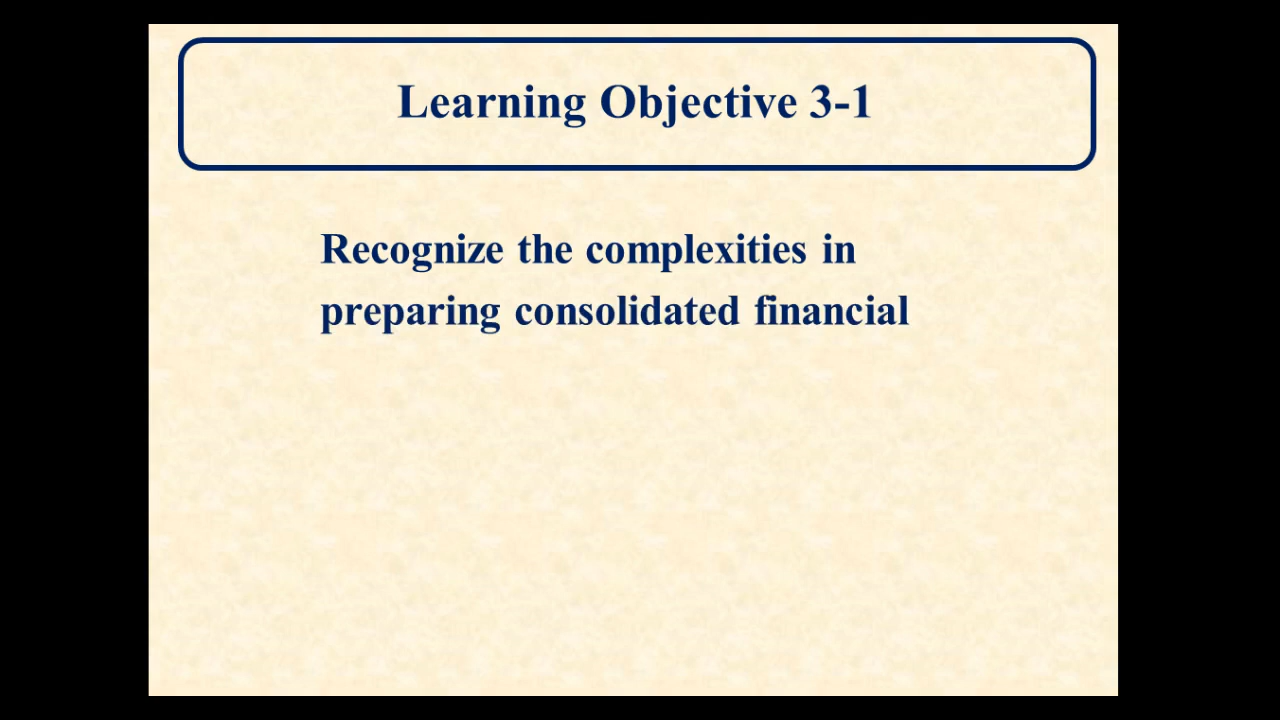 Learning Objective 3-1
Recognize the complexities in
preparing consolidated financial